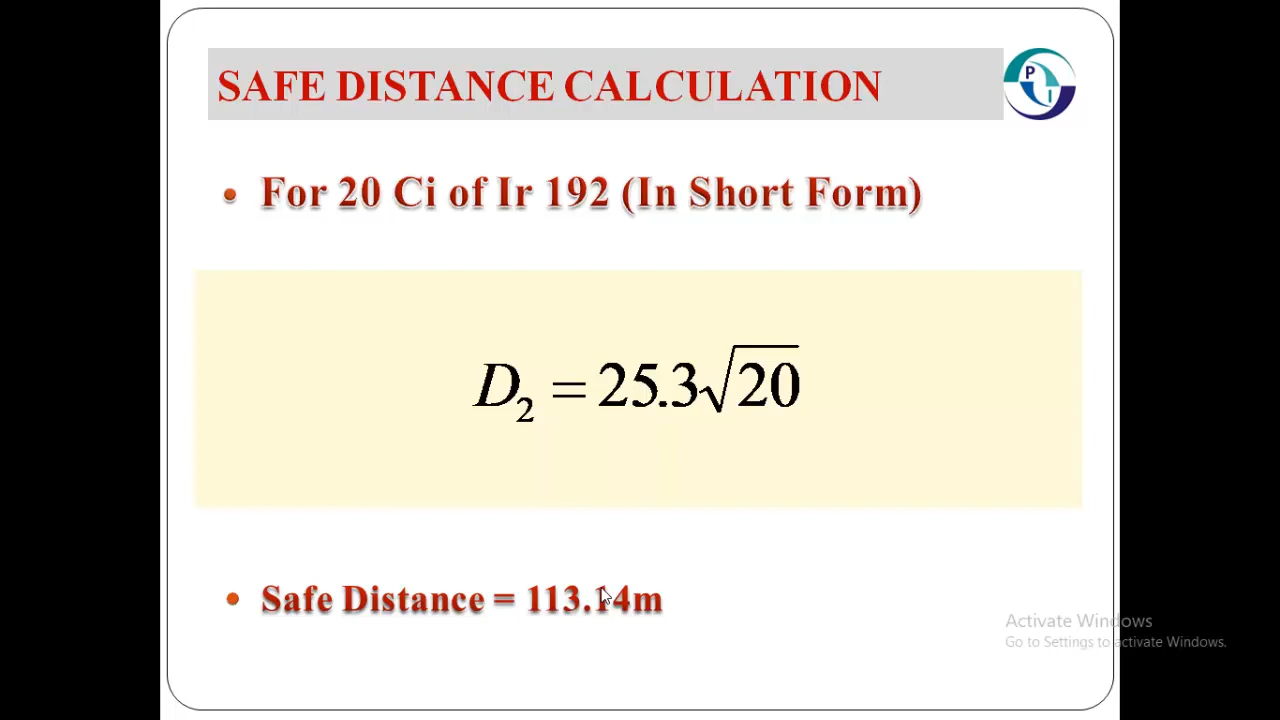 SAFE DISTANCE CALCULATION
P
I
• For 20 Ci of Ir 192 (In Short Form)
D₂ = 25.3√20
• Safe Distance = 113.14m
Activate Windows
Go to Settings to activate Windows.